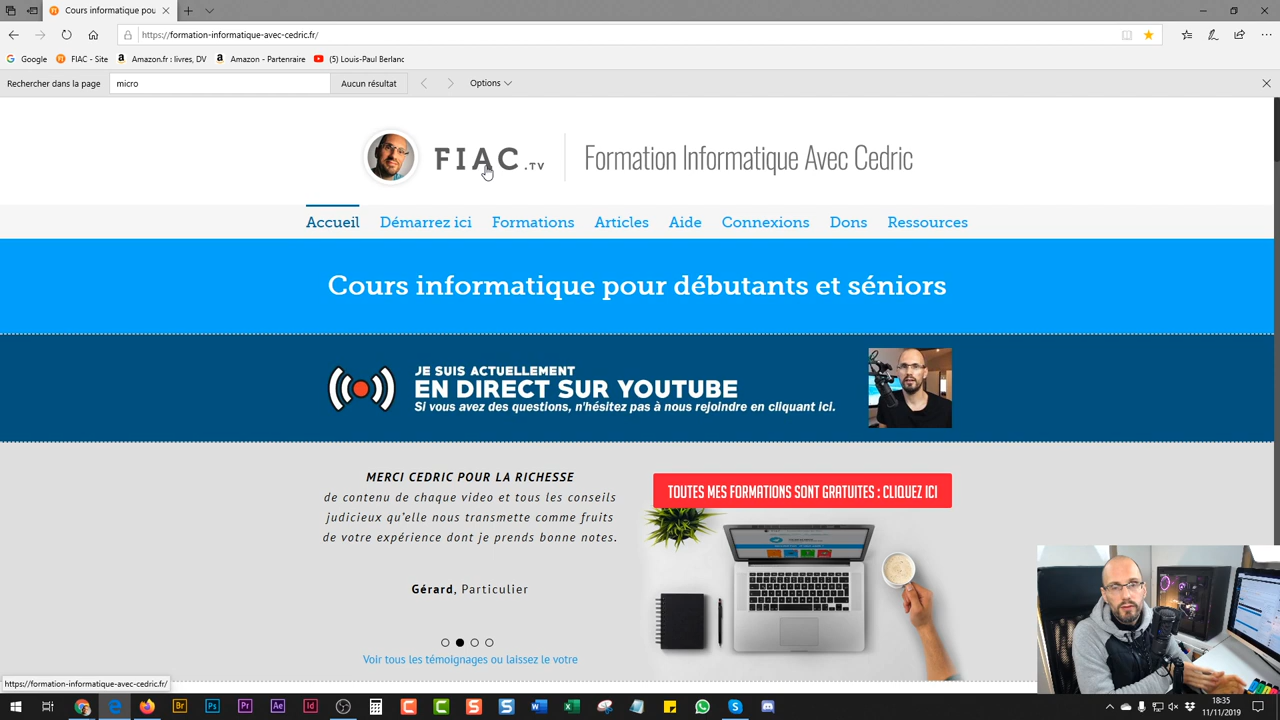 Cours informatique pou
https://formation-informatique-avec-cedric.fr/
Google
FIAC - Site
Amazon.fr : livres, DV
Amazon - Partenraire
(5) Louis-Paul Berlanc
Rechercher dans la page
micro
Aucun résultat
Options
FIAC.TV
Formation Informatique Avec Cedric
Accueil
Démarrez ici
Formations
Articles
Aide
Connexions
Dons
Ressources
Cours informatique pour débutants et séniors
JE SUIS ACTUELLEMENT
EN DIRECT SUR YOUTUBE
Si vous avez des questions, n'hésitez pas à nous rejoindre en cliquant ici.
MERCI CEDRIC POUR LA RICHESSE
de contenu de chaque video et tous les conseils
judicieux qu'elle nous transmette comme fruits
de votre expérience dont je prends bonne notes.
Gérard, Particulier
Voir tous les témoignages ou laissez le votre
TOUTES MES FORMATIONS SONT GRATUITES : CLIQUEZ ICI
https://formation-informatique-avec-cedric.fr/
Br
Ps
Pr
Ae
Id
18:35
11/11/2019